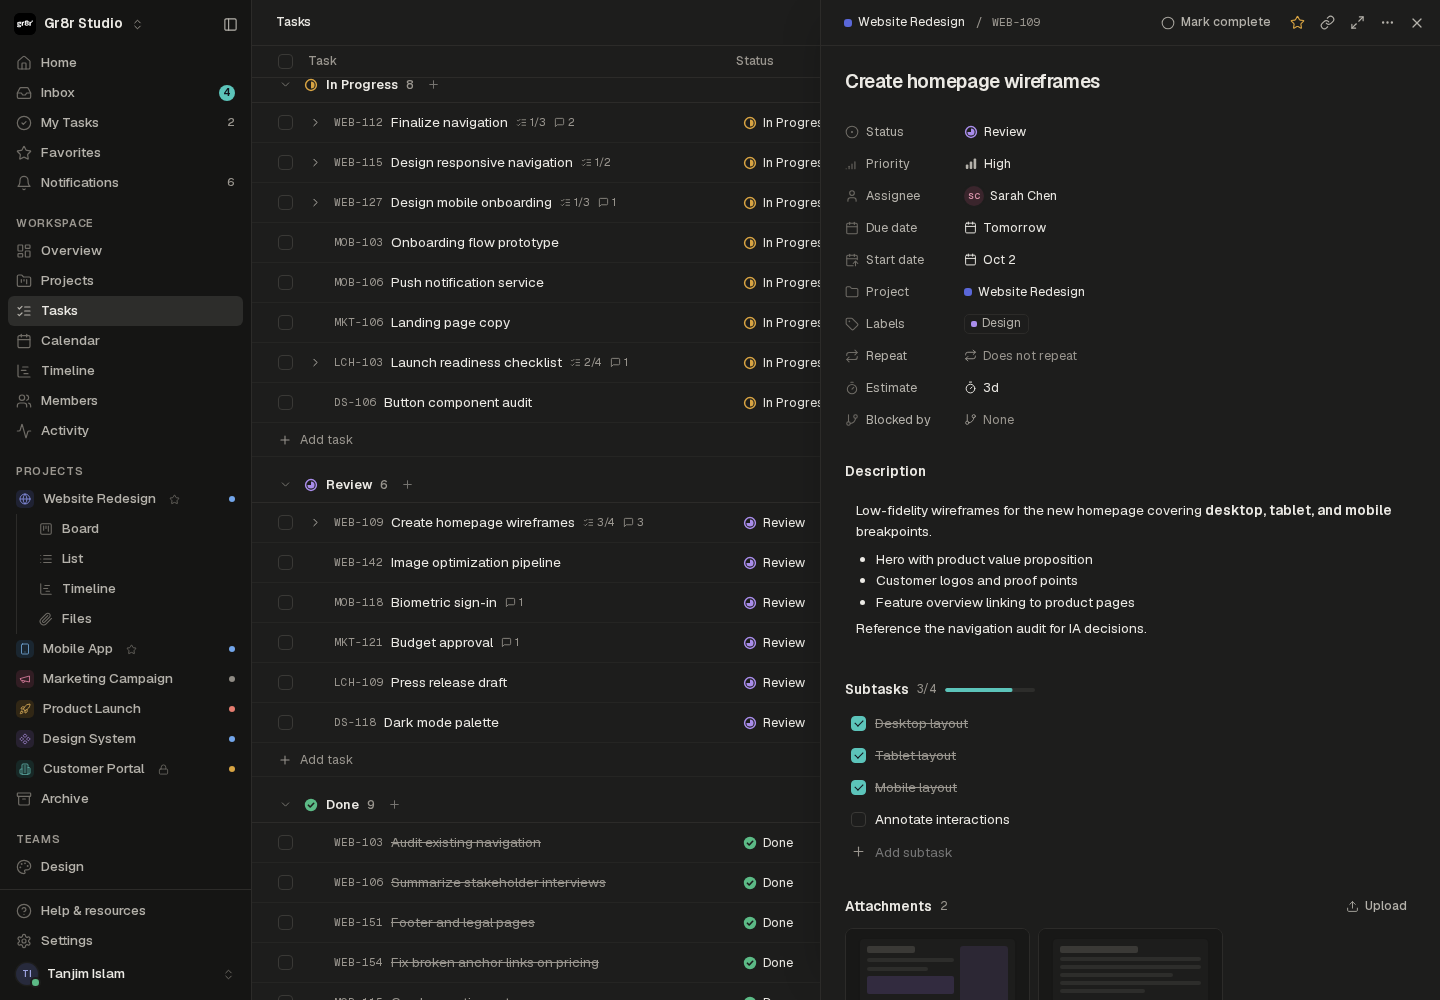 gr8r
Gr8r Studio
Home
Inbox 4
My Tasks 2
Favorites
Notifications 6
WORKSPACE
Overview
Projects
Tasks
Calendar
Timeline
Members
Activity
PROJECTS
Website Redesign
Board
List
Timeline
Files
Mobile App
Marketing Campaign
Product Launch
Design System
Customer Portal
Archive
TEAMS
Design
Help & resources
Settings
TI Tanjim Islam
Tasks
Task Status
In Progress 8
WEB-112 Finalize navigation 1/3 2 In Progres
WEB-115 Design responsive navigation 1/2 In Progres
WEB-127 Design mobile onboarding 1/3 1 In Progres
MOB-103 Onboarding flow prototype In Progres
MOB-106 Push notification service In Progres
MKT-106 Landing page copy In Progres
LCH-103 Launch readiness checklist 2/4 1 In Progres
DS-106 Button component audit In Progres
Add task
Review 6
WEB-109 Create homepage wireframes 3/4 3 Review
WEB-142 Image optimization pipeline Review
MOB-118 Biometric sign-in 1 Review
MKT-121 Budget approval 1 Review
LCH-109 Press release draft Review
DS-118 Dark mode palette Review
Add task
Done 9
WEB-103 Audit existing navigation Done
WEB-106 Summarize stakeholder interviews Done
WEB-151 Footer and legal pages Done
WEB-154 Fix broken anchor links on pricing Done
Website Redesign / WEB-109 Mark complete
Create homepage wireframes
Status Review
Priority High
Assignee SC Sarah Chen
Due date Tomorrow
Start date Oct 2
Project Website Redesign
Labels Design
Repeat Does not repeat
Estimate 3d
Blocked by None
Description
Low-fidelity wireframes for the new homepage covering desktop, tablet, and mobile
breakpoints.
• Hero with product value proposition
• Customer logos and proof points
• Feature overview linking to product pages
Reference the navigation audit for IA decisions.
Subtasks 3/4
Desktop layout
Tablet layout
Mobile layout
Annotate interactions
Add subtask
Attachments 2 Upload